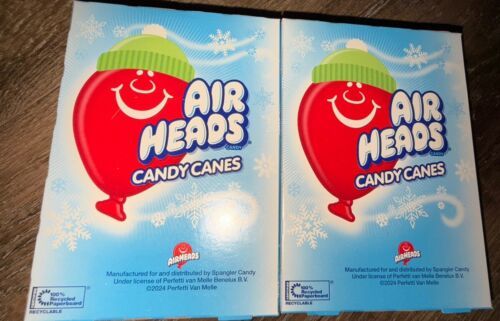 AIR
HEADS
CANDY
CANDY CANES
AIRHEADS
Manufactured for and distributed by Spangler Candy
Under license of Perfetti van Melle Benelux B.V.
©2024 Perfetti Van Melle
100%
Recycled
Paperboard
RECYCLABLE
AIR
HEADS
CANDY
CANDY CANES
AIRHEADS
Manufactured for and distributed by Spangler Candy
Under license of Perfetti van Melle Benelux B.V.
©2024 Perfetti Van Melle
100%
Recycled
Paperboard
RECYCLABLE